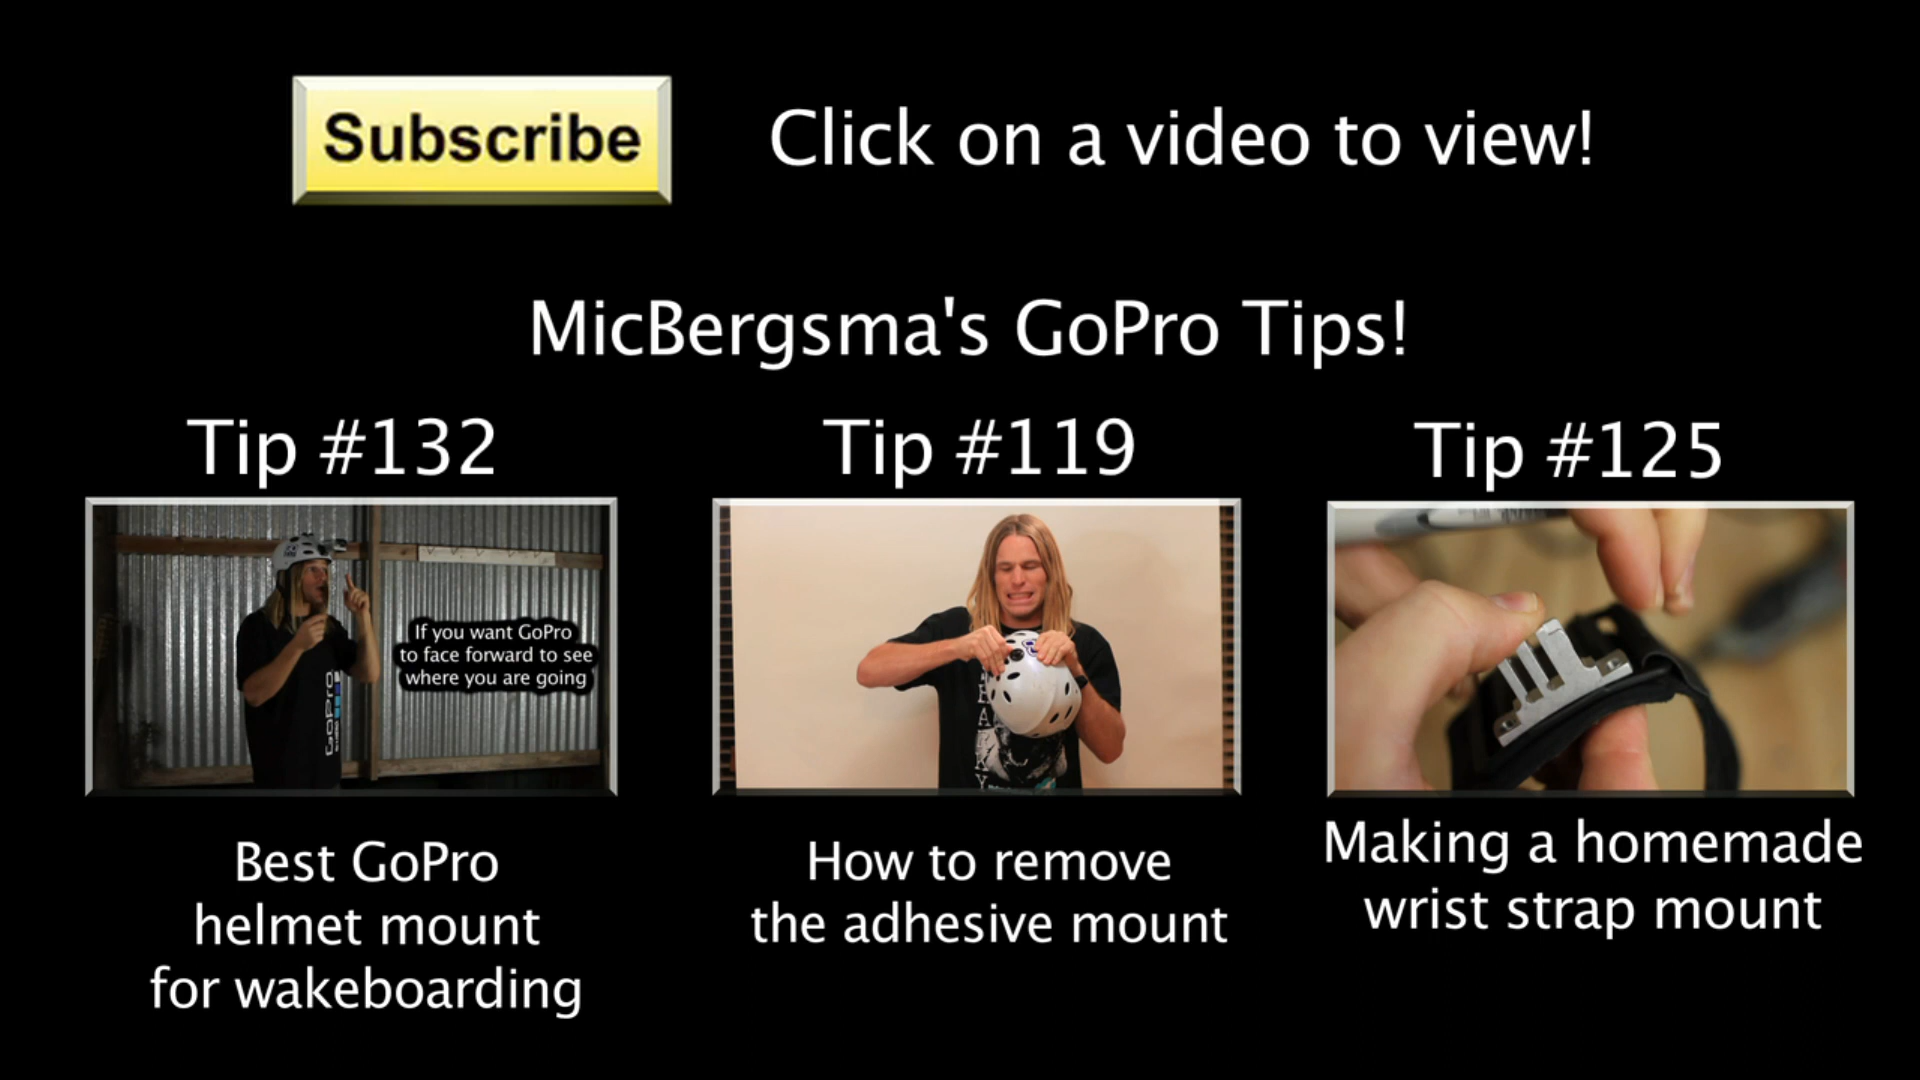 Subscribe
Click on a video to view!
MicBergsma's GoPro Tips!
Tip #132
Tip #119
Tip #125
If you want GoPro
to face forward to see
where you are going
GoPro
Best GoPro
helmet mount
for wakeboarding
How to remove
the adhesive mount
Making a homemade
wrist strap mount